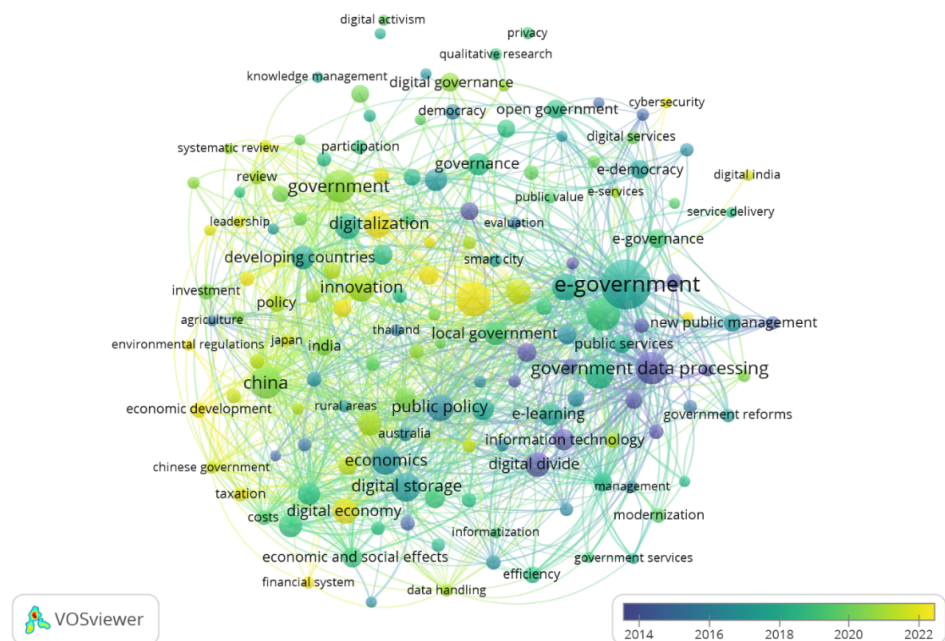 digital activism
privacy
qualitative research
knowledge management
digital governance
cybersecurity
democracy
open government
digital services
systematic review
participation
governance
e-democracy
review
government
digital india
public value
e-services
leadership
digitalization
evaluation
service delivery
e-governance
developing countries
smart city
investment
innovation
e-government
policy
agriculture
thailand
local government
new public management
environmental regulations
japan
india
public services
china
government data processing
economic development
rural areas
public policy
e-learning
government reforms
australia
information technology
chinese government
economics
digital divide
taxation
digital storage
management
costs
digital economy
modernization
informatization
economic and social effects
government services
financial system
data handling
efficiency
VOSviewer
2014 2016 2018 2020 2022